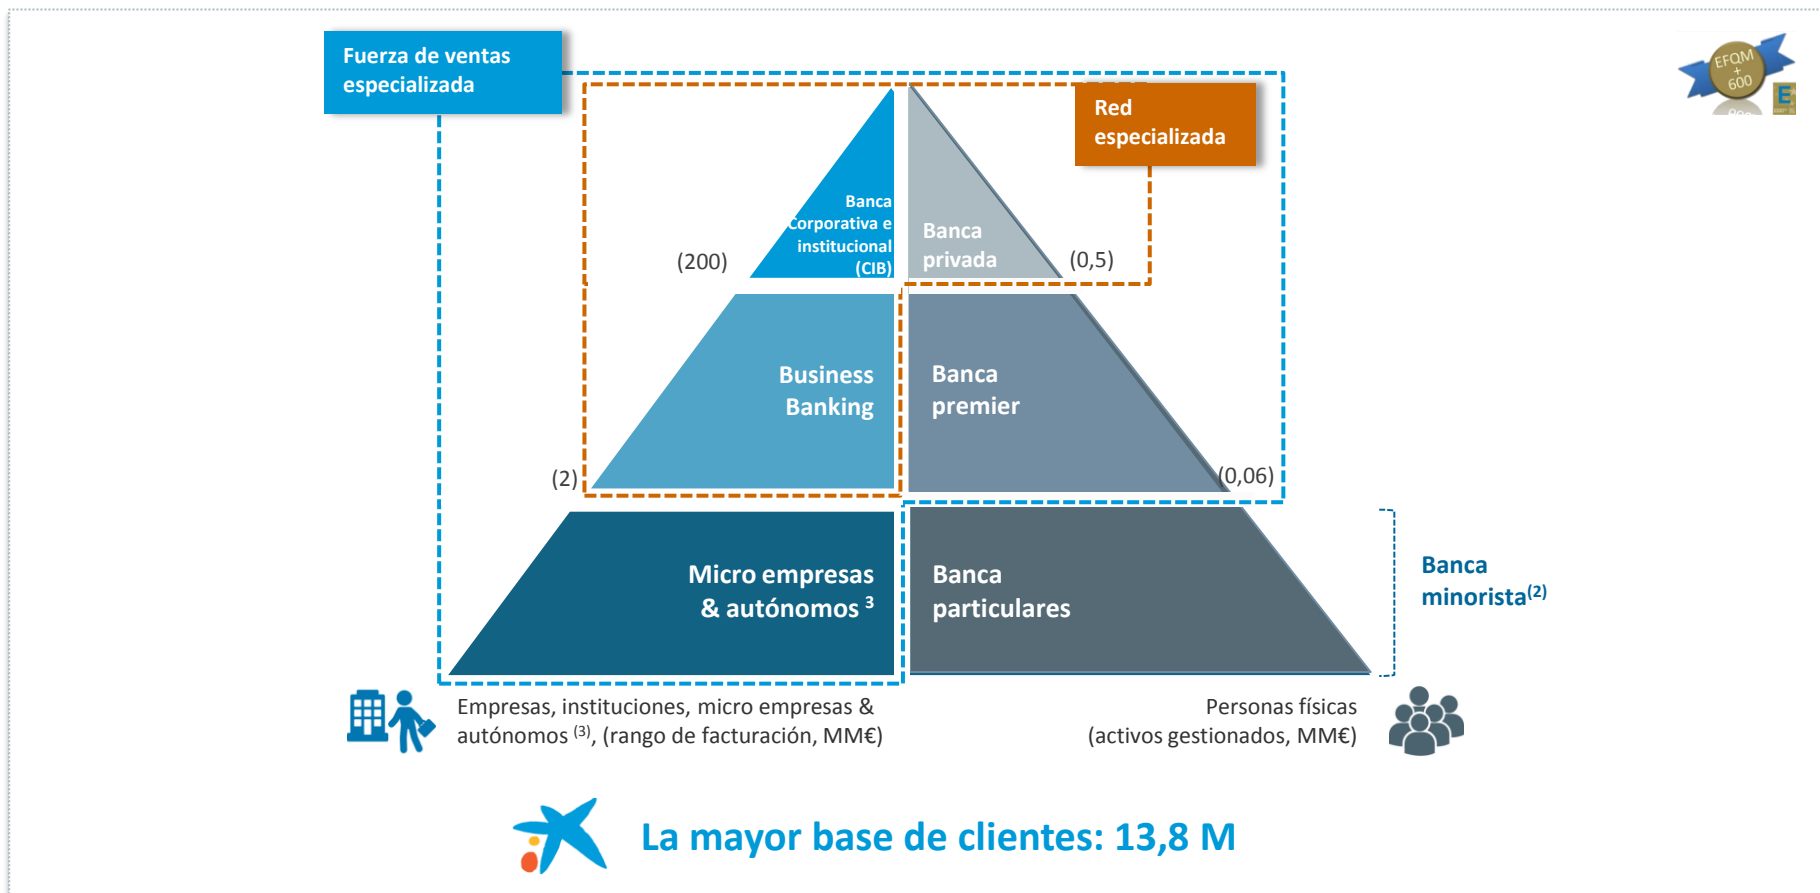 Fuerza de ventas
especializada
EFQM
+
600
E
Red
especializada
Banca
Corporativa e
institucional
(CIB)
Banca
privada
(200)
(0,5)
Business
Banking
Banca
premier
(2)
(0,06)
Micro empresas
& autónomos ³
Banca
particulares
Banca
minorista⁽²⁾
Empresas, instituciones, micro empresas &
autónomos ⁽³⁾, (rango de facturación, MM€)
Personas físicas
(activos gestionados, MM€)
La mayor base de clientes: 13,8 M